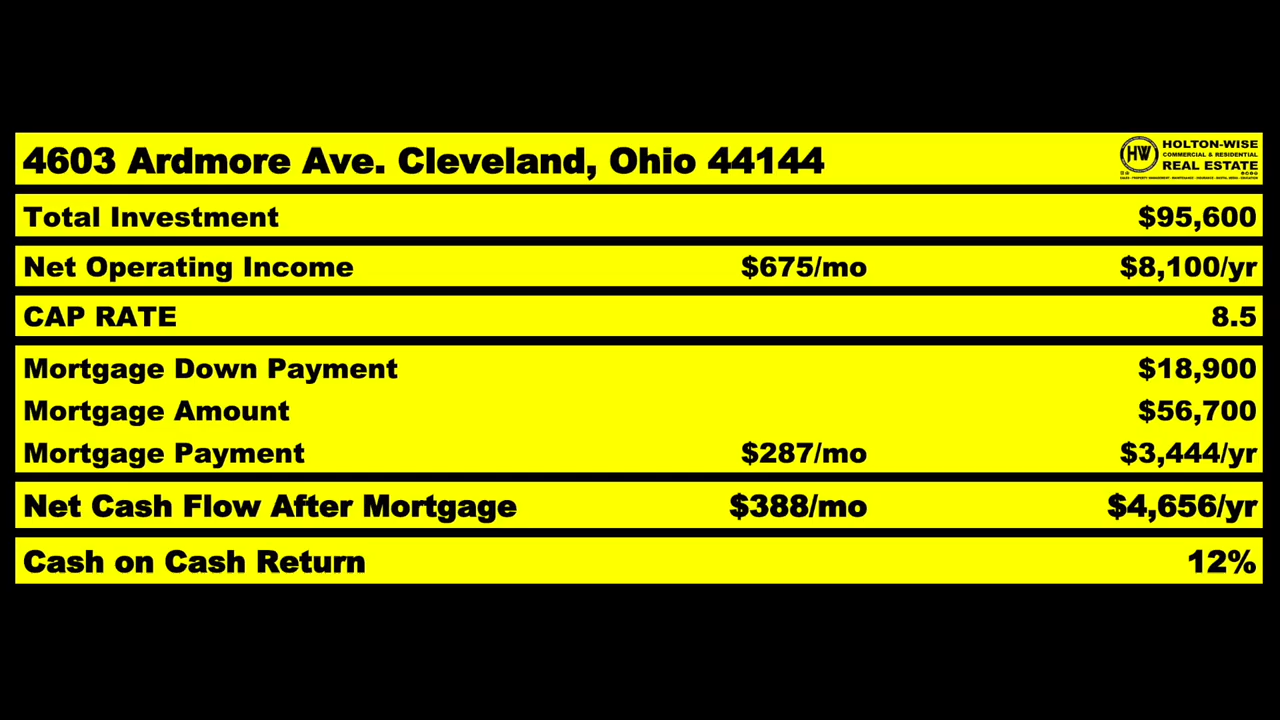 4603 Ardmore Ave. Cleveland, Ohio 44144
HW
HOLTON-WISE
COMMERCIAL & RESIDENTIAL
REAL ESTATE
Total Investment $95,600
Net Operating Income $675/mo $8,100/yr
CAP RATE 8.5
Mortgage Down Payment $18,900
Mortgage Amount $56,700
Mortgage Payment $287/mo $3,444/yr
Net Cash Flow After Mortgage $388/mo $4,656/yr
Cash on Cash Return 12%